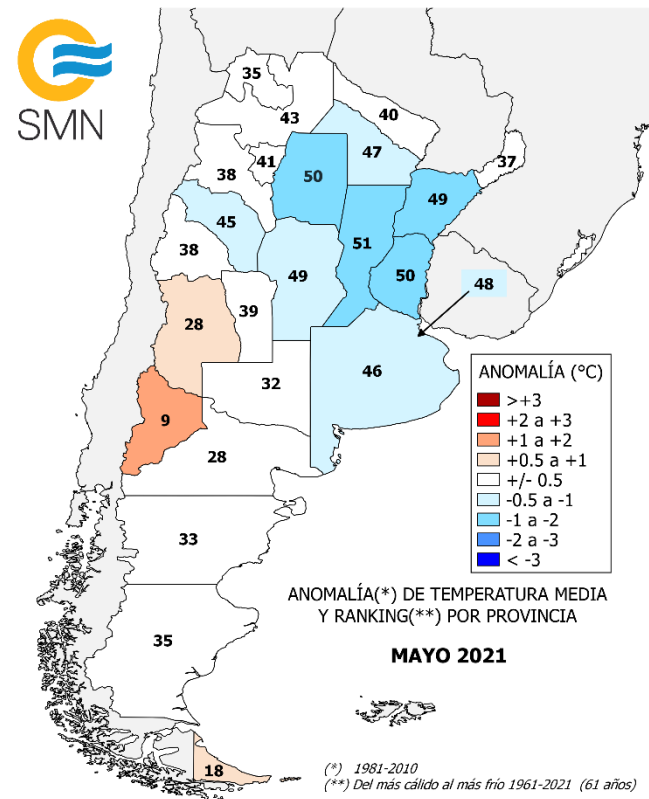 SMN
35
43
40
41
47
37
38
50
49
45
51
38
49
50
48
39
28
46
32
9
28
33
35
18
ANOMALÍA (°C)
>+3
+2 a +3
+1 a +2
+0.5 a +1
+/- 0.5
-0.5 a -1
-1 a -2
-2 a -3
< -3
ANOMALÍA(*) DE TEMPERATURA MEDIA
Y RANKING(**) POR PROVINCIA
MAYO 2021
(*) 1981-2010
(**) Del más cálido al más frío 1961-2021 (61 años)